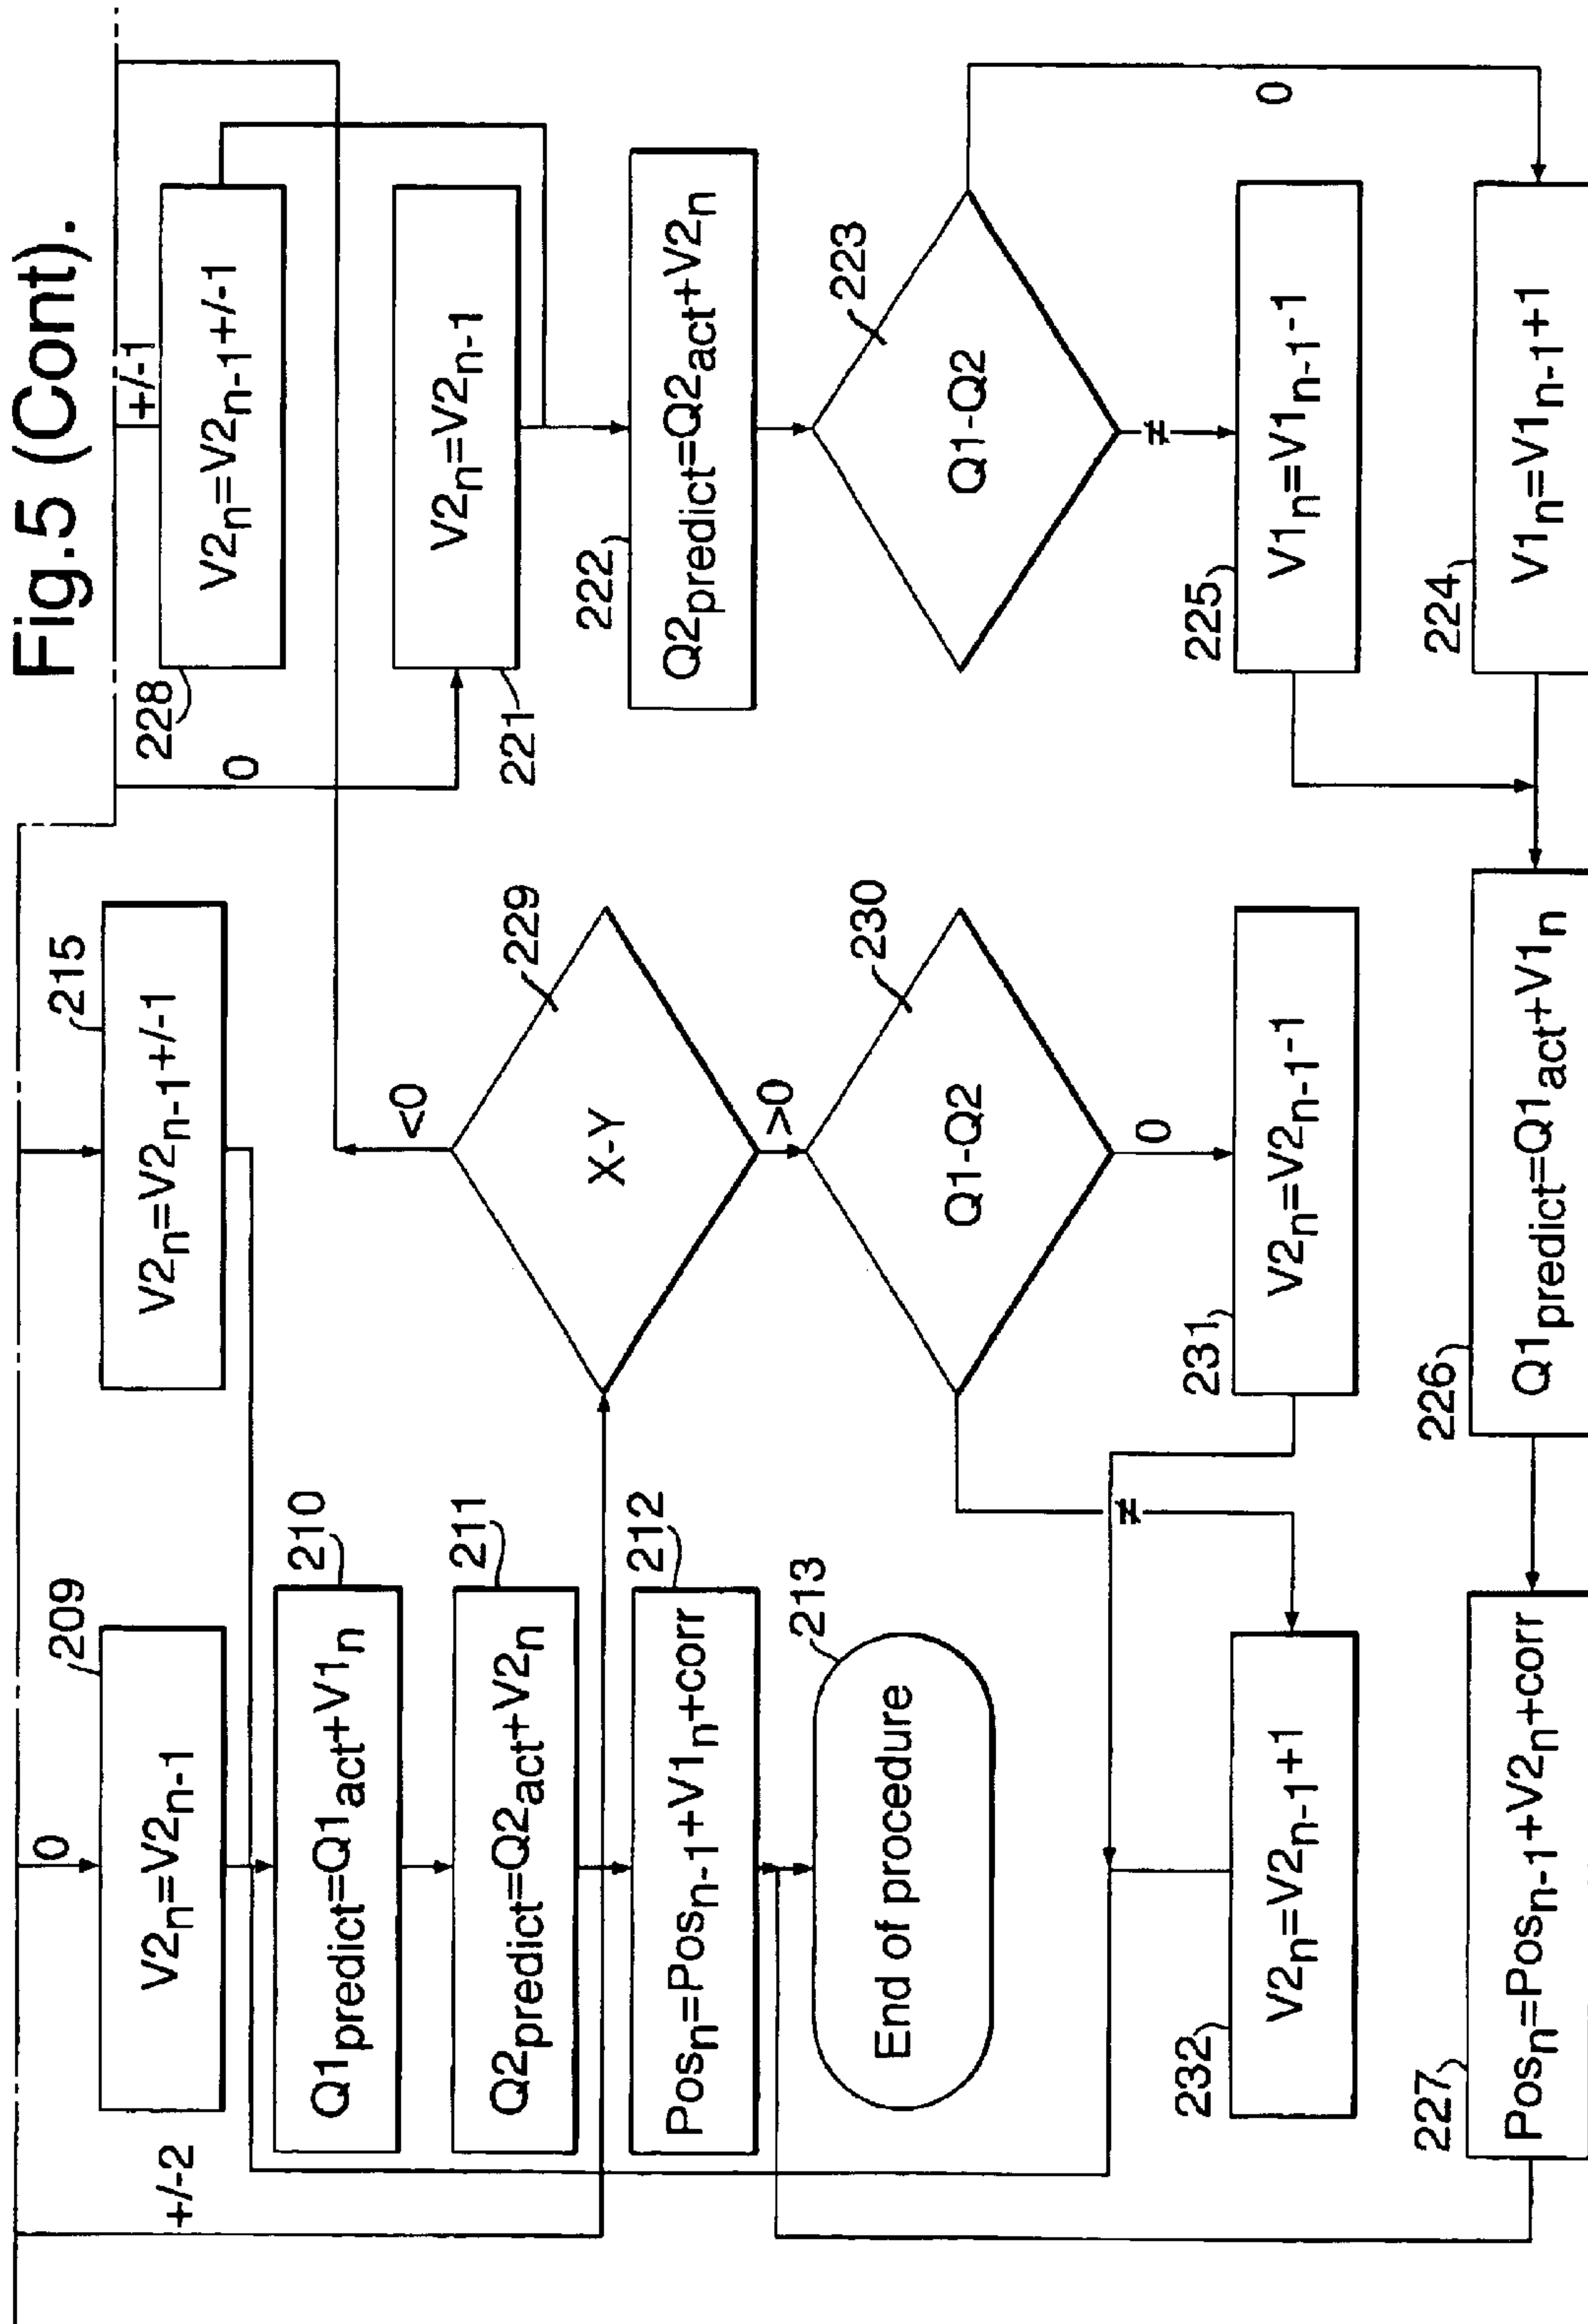 Fig.5 (Cont).
+/-2
0
209
V2n=V2n-1
215
V2n=V2n-1+/-1
0
+/-1
228
V2n=V2n-1+/-1
210
Q1predict=Q1act+V1n
211
Q2predict=Q2act+V2n
212
Posn=Posn-1+V1n+corr
213
End of procedure
<0
229
X-Y
>0
230
Q1-Q2
≠
0
231
V2n=V2n-1-1
232
V2n=V2n-1+1
221
V2n=V2n-1
222
Q2predict=Q2act+V2n
223
Q1-Q2
≠
0
225
V1n=V1n-1-1
224
V1n=V1n-1+1
226
Q1predict=Q1act+V1n
227
Posn=Posn-1+V2n+corr